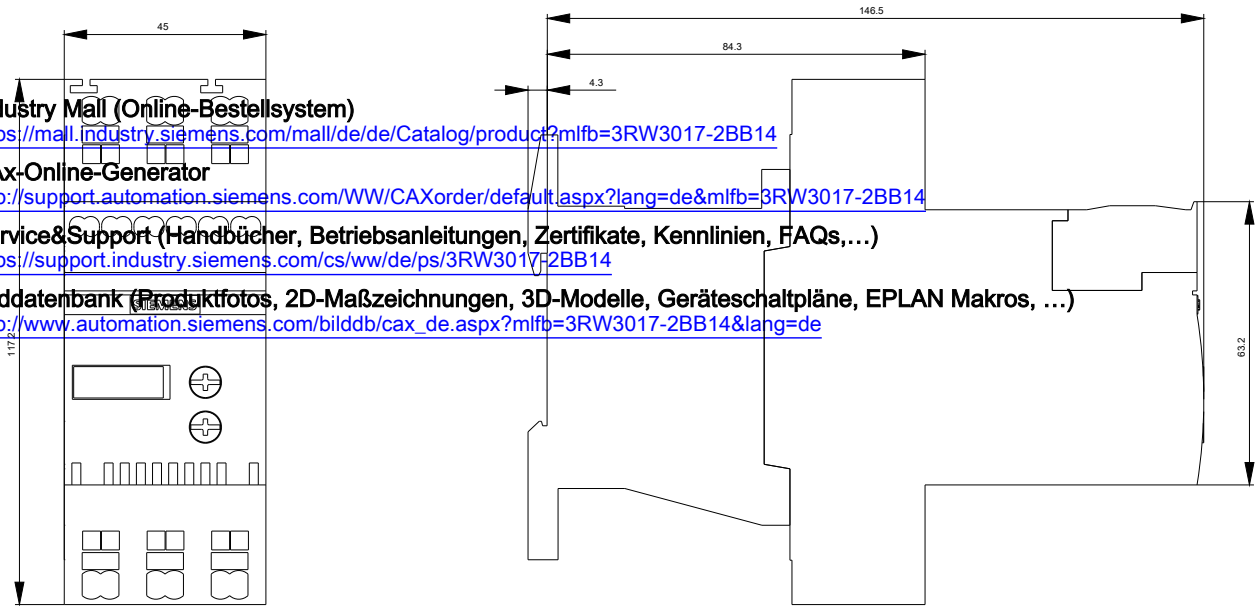 146.5
45
84.3
4.3
dustry Mall (Online-Bestellsystem)
ps://mall.industry.siemens.com/mall/de/de/Catalog/product?mlfb=3RW3017-2BB14
Ax-Online-Generator
p://support.automation.siemens.com/WW/CAXorder/default.aspx?lang=de&mlfb=3RW3017-2BB14
rvice&Support (Handbücher, Betriebsanleitungen, Zertifikate, Kennlinien, FAQs,…)
ps://support.industry.siemens.com/cs/ww/de/ps/3RW3017-2BB14
ddatenbank (Produktfotos, 2D-Maßzeichnungen, 3D-Modelle, Geräteschaltpläne, EPLAN Makros, …)
SIEMENS
p://www.automation.siemens.com/bilddb/cax_de.aspx?mlfb=3RW3017-2BB14&lang=de
117.2
63.2